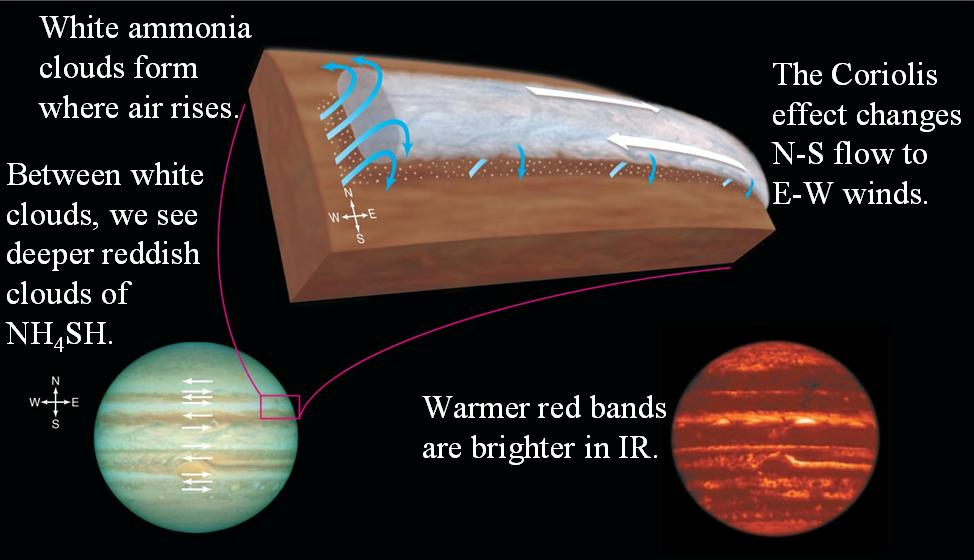 White ammonia
clouds form
where air rises.
The Coriolis
effect changes
N-S flow to
E-W winds.
Between white
clouds, we see
deeper reddish
clouds of
NH₄SH.
N
W E
S
N
W E
S
Warmer red bands
are brighter in IR.